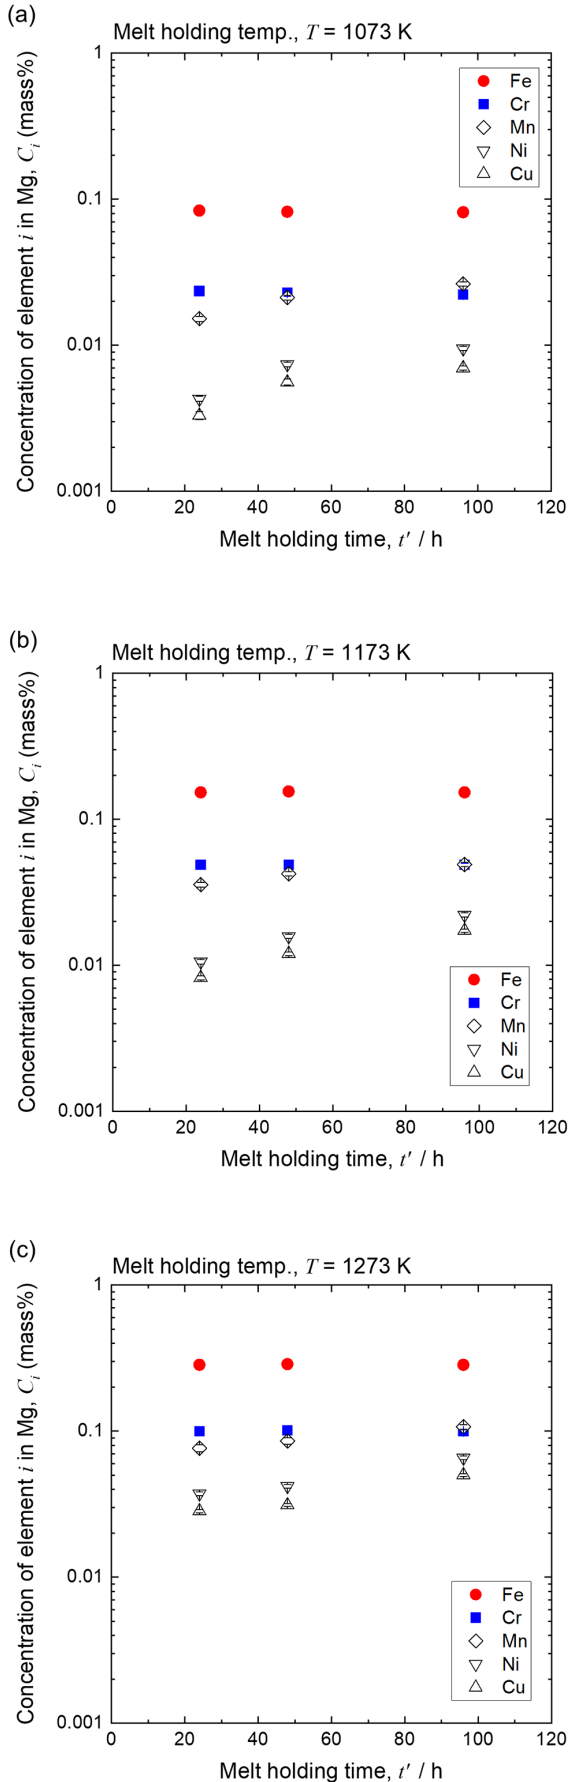 (a)
Melt holding temp., T = 1073 K
Concentration of element i in Mg, Cᵢ (mass%)
1
0.1
0.01
0.001
Fe
Cr
Mn
Ni
Cu
0 20 40 60 80 100 120
Melt holding time, t′ / h
(b)
Melt holding temp., T = 1173 K
Concentration of element i in Mg, Cᵢ (mass%)
1
0.1
0.01
0.001
Fe
Cr
Mn
Ni
Cu
0 20 40 60 80 100 120
Melt holding time, t′ / h
(c)
Melt holding temp., T = 1273 K
Concentration of element i in Mg, Cᵢ (mass%)
1
0.1
0.01
0.001
Fe
Cr
Mn
Ni
Cu
0 20 40 60 80 100 120
Melt holding time, t′ / h